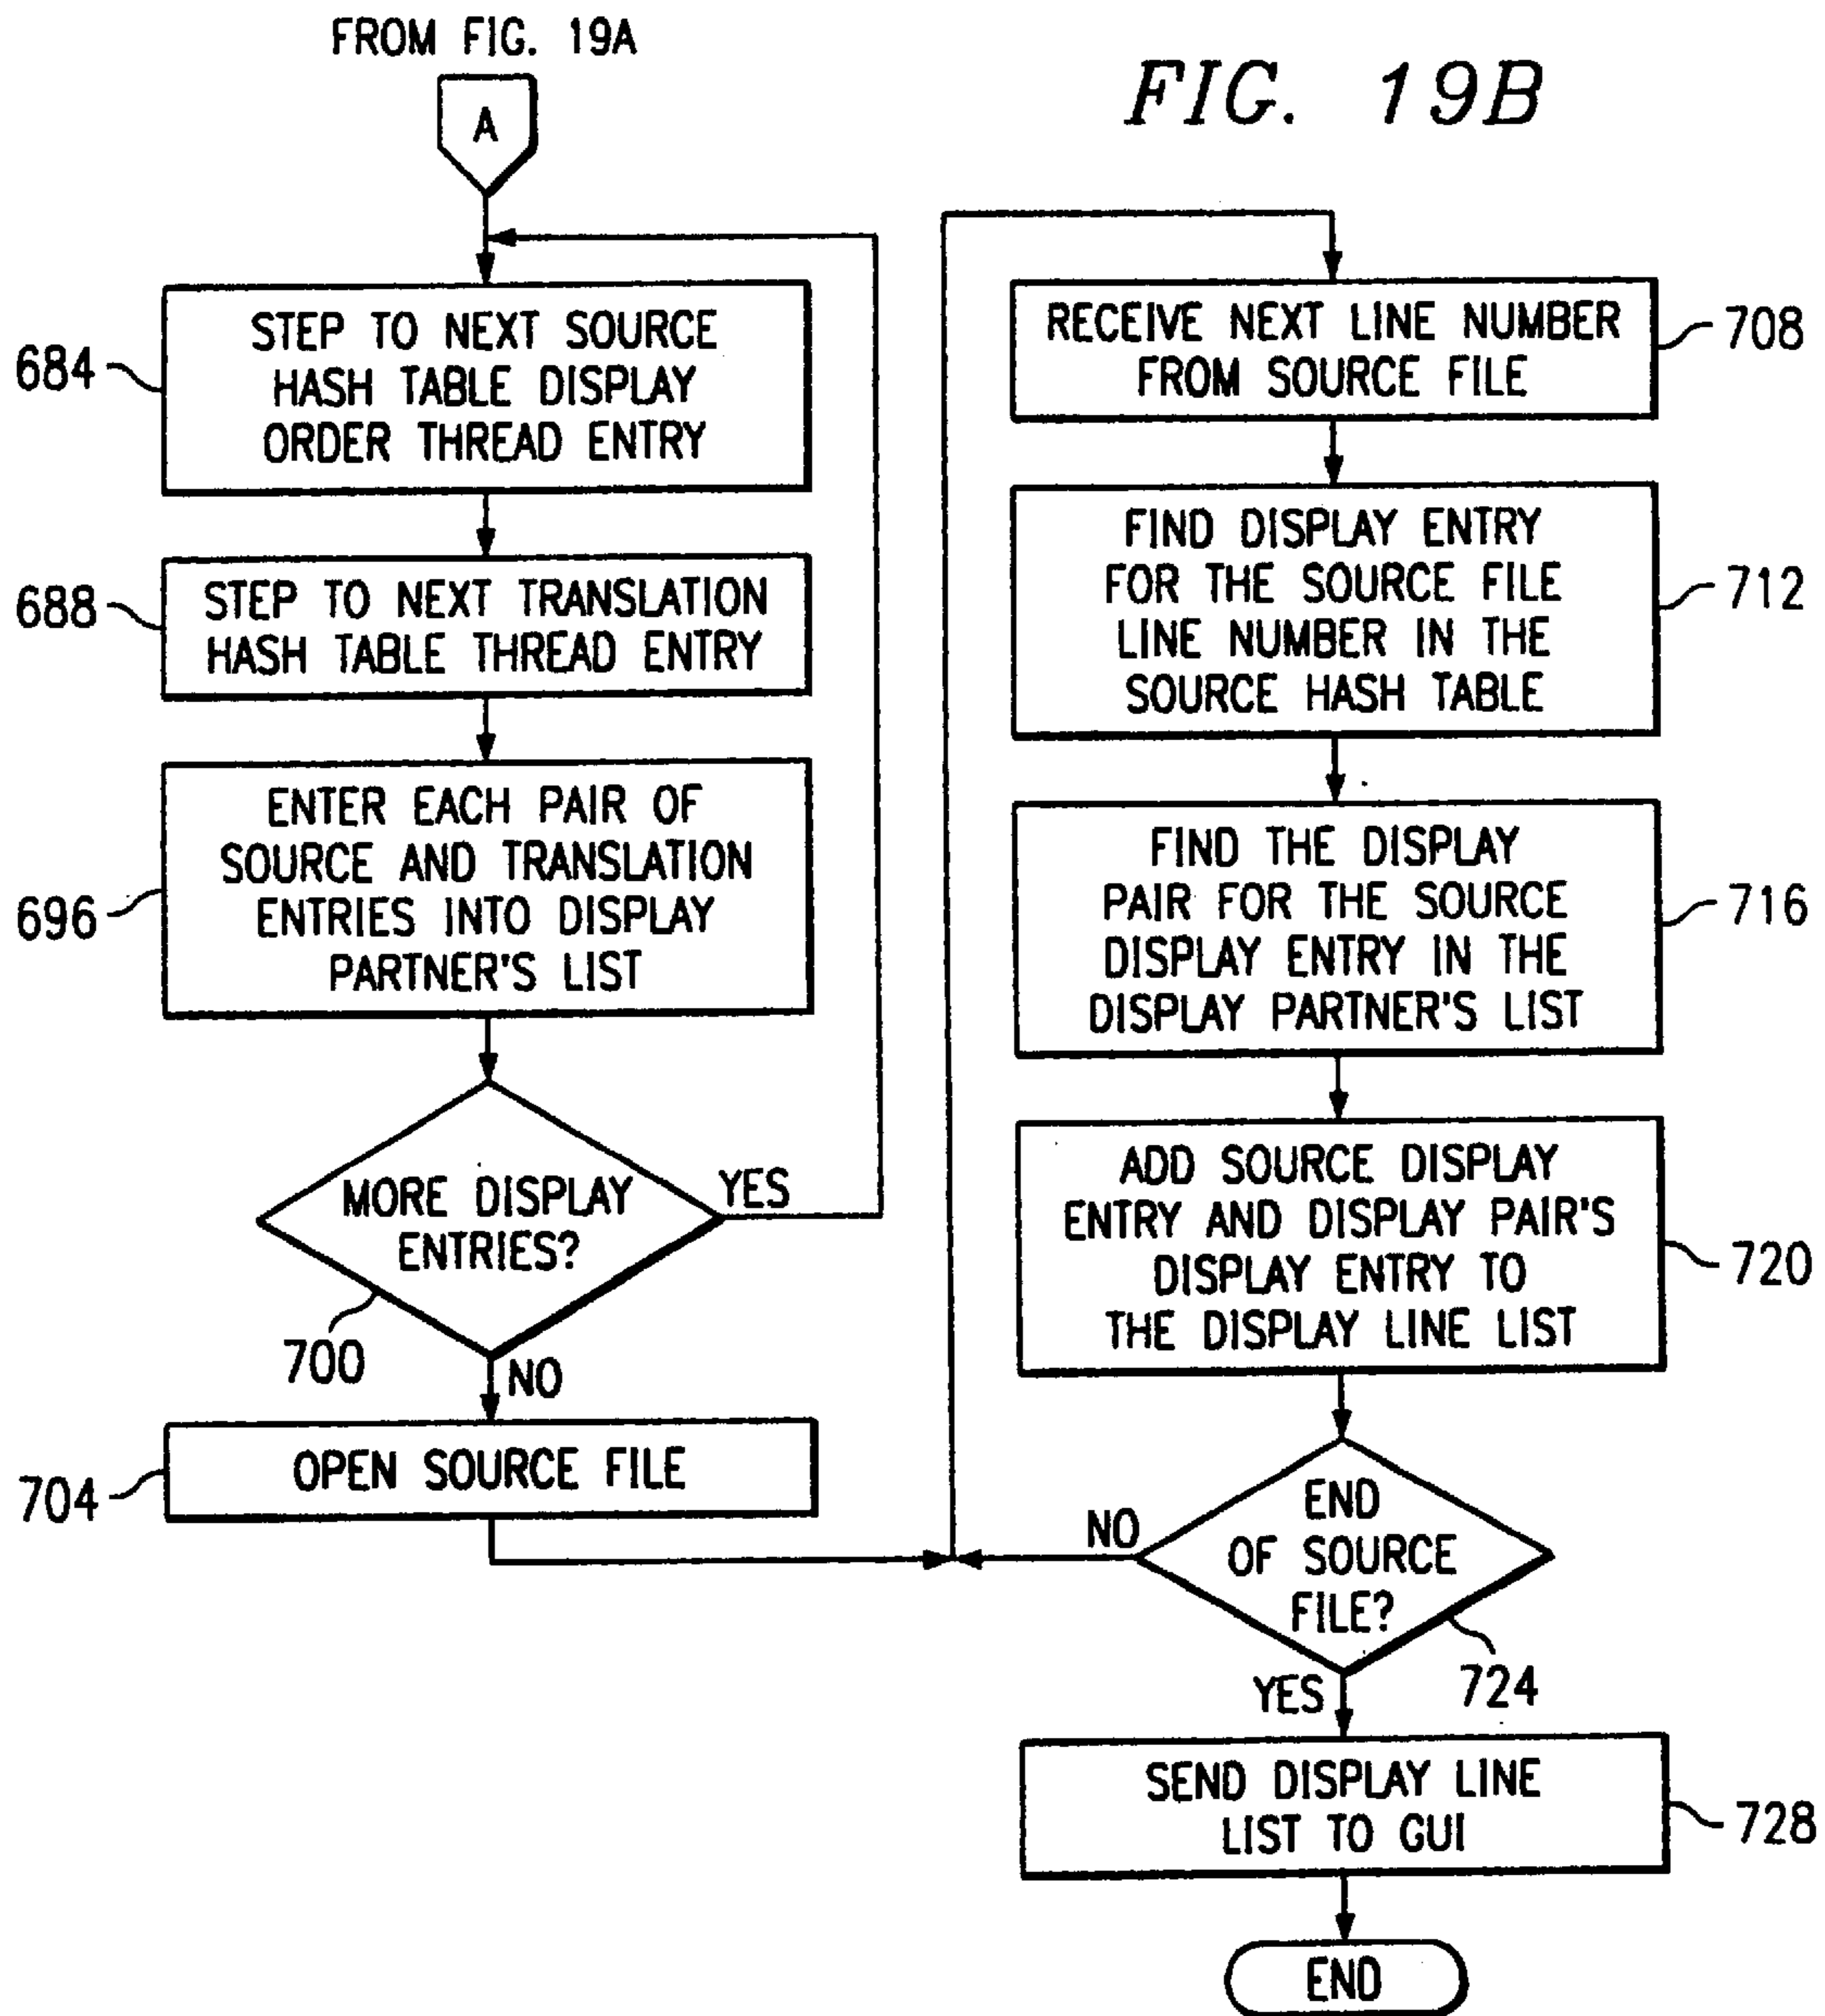 FROM FIG. 19A
FIG. 19B
A
STEP TO NEXT SOURCE
HASH TABLE DISPLAY
ORDER THREAD ENTRY
684
STEP TO NEXT TRANSLATION
HASH TABLE THREAD ENTRY
688
ENTER EACH PAIR OF
SOURCE AND TRANSLATION
ENTRIES INTO DISPLAY
PARTNER'S LIST
696
MORE DISPLAY
ENTRIES?
YES
700
NO
OPEN SOURCE FILE
704
RECEIVE NEXT LINE NUMBER
FROM SOURCE FILE
708
FIND DISPLAY ENTRY
FOR THE SOURCE FILE
LINE NUMBER IN THE
SOURCE HASH TABLE
712
FIND THE DISPLAY
PAIR FOR THE SOURCE
DISPLAY ENTRY IN THE
DISPLAY PARTNER'S LIST
716
ADD SOURCE DISPLAY
ENTRY AND DISPLAY PAIR'S
DISPLAY ENTRY TO
THE DISPLAY LINE LIST
720
NO
END
OF SOURCE
FILE?
724
YES
SEND DISPLAY LINE
LIST TO GUI
728
END